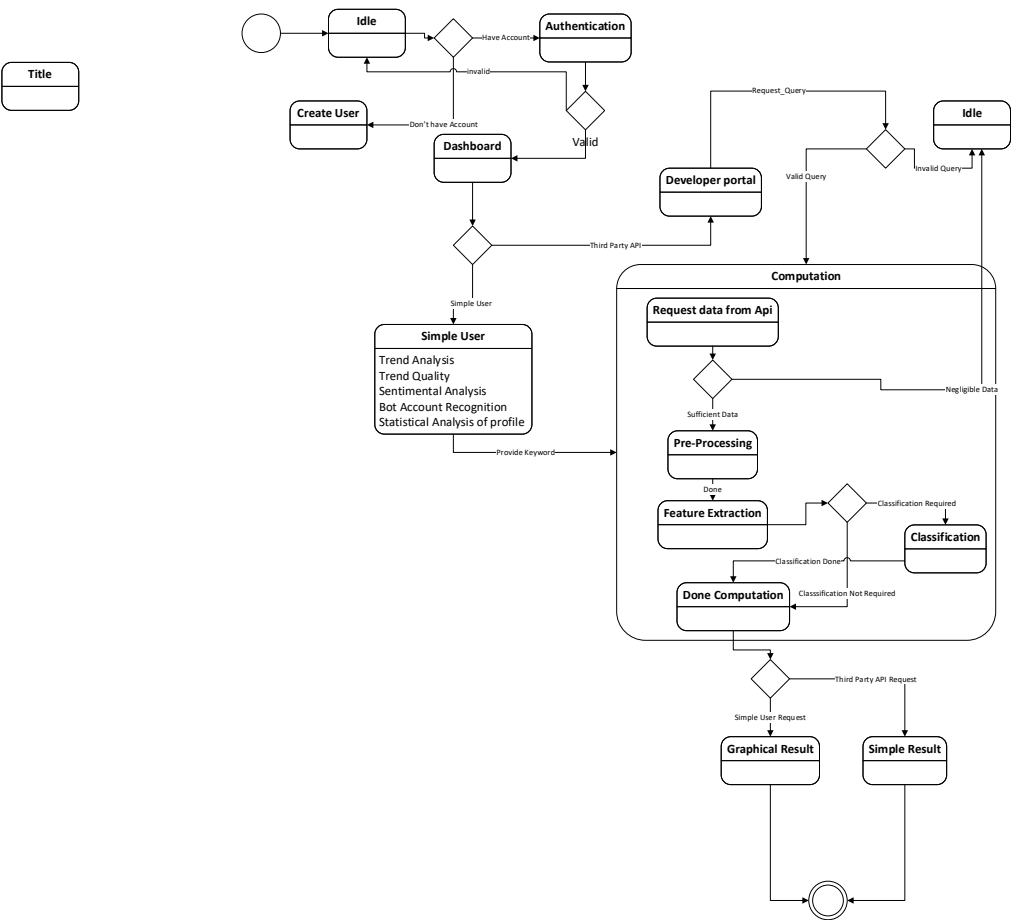 Idle
Have Account
Authentication
Title
invalid
Create User
Don't have Account
Valid
Dashboard
Request_Query
Idle
Developer portal
Valid Query
Invalid Query
Third Party API
Simple User
Computation
Request data from Api
Simple User
Trend Analysis
Trend Quality
Sentimental Analysis
Bot Account Recognition
Statistical Analysis of profile
Negligible Data
Sufficient Data
Pre-Processing
Provide Keyword
Done
Feature Extraction
Classification Required
Classification
Classification Done
Done Computation
Classsification Not Required
Third Party API Request
Simple User Request
Graphical Result
Simple Result